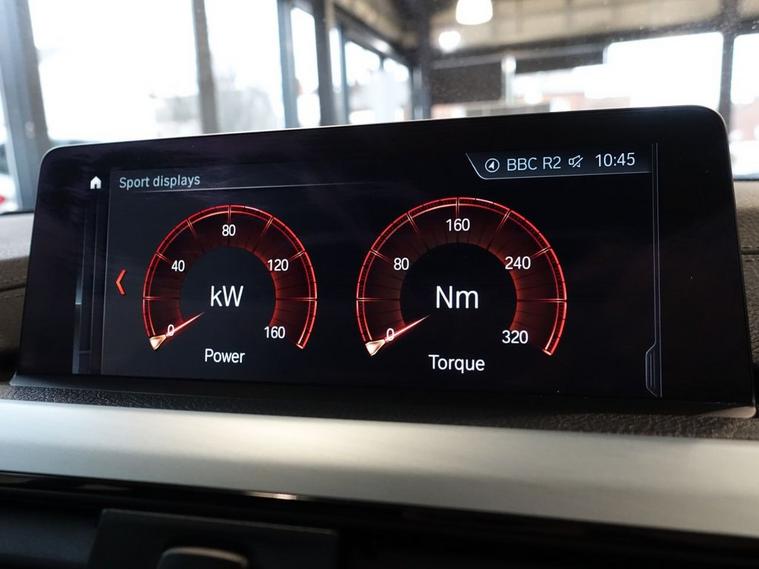 Sport displays
BBC R2 10:45
80
40 120
kW
0 160
Power
160
80 240
Nm
0 320
Torque